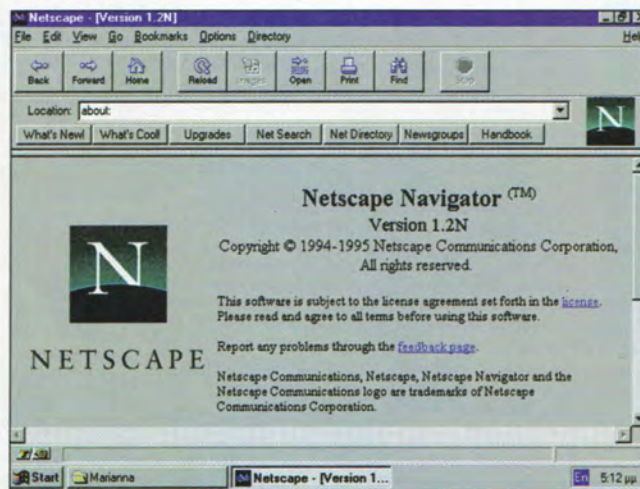 Netscape - [Version 1.2N]
File Edit View Go Bookmarks Options Directory Help
Back Forward Home Reload Images Open Print Find Stop
Location: about:
N
What's New! What's Cool! Upgrades Net Search Net Directory Newsgroups Handbook
Netscape Navigator (TM)
Version 1.2N
Copyright © 1994-1995 Netscape Communications Corporation,
All rights reserved.
N
NETSCAPE
This software is subject to the license agreement set forth in the license.
Please read and agree to all terms before using this software.
Report any problems through the feedback page.
Netscape Communications, Netscape, Netscape Navigator and the
Netscape Communications logo are trademarks of Netscape
Communications Corporation.
Start Marianna Netscape - [Version 1... En 5:12 μμ